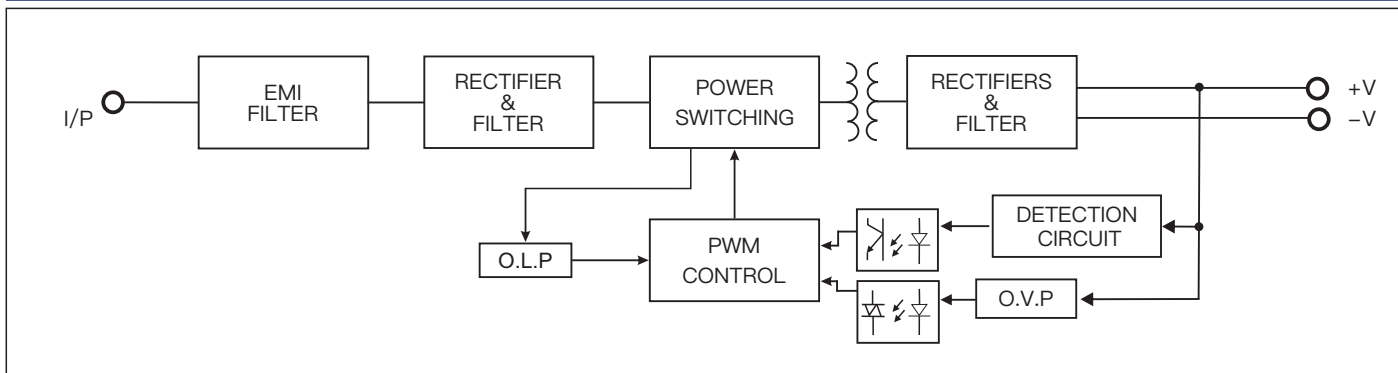 I/P
EMI
FILTER
RECTIFIER
&
FILTER
POWER
SWITCHING
RECTIFIERS
&
FILTER
+V
−V
O.L.P
PWM
CONTROL
DETECTION
CIRCUIT
O.V.P